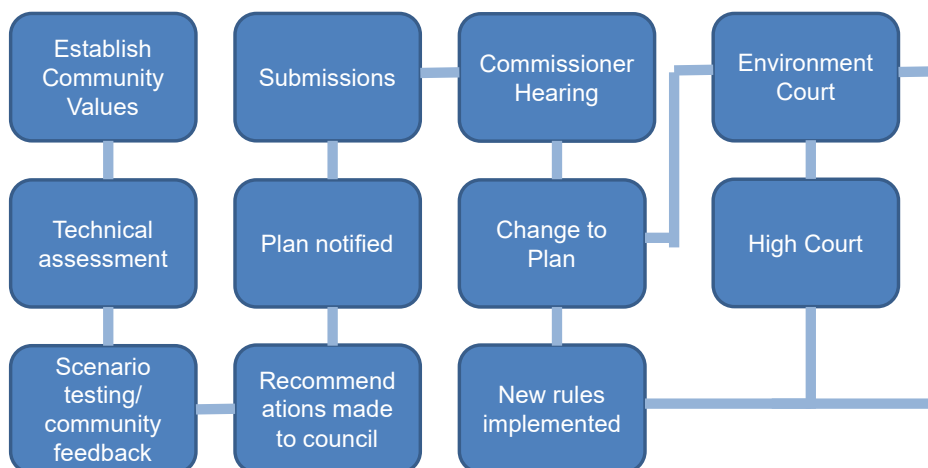 Establish
Community
Values
Technical
assessment
Scenario
testing/
community
feedback
Recommend
ations made
to council
Plan notified
Submissions
Commissioner
Hearing
Change to
Plan
New rules
implemented
Environment
Court
High Court